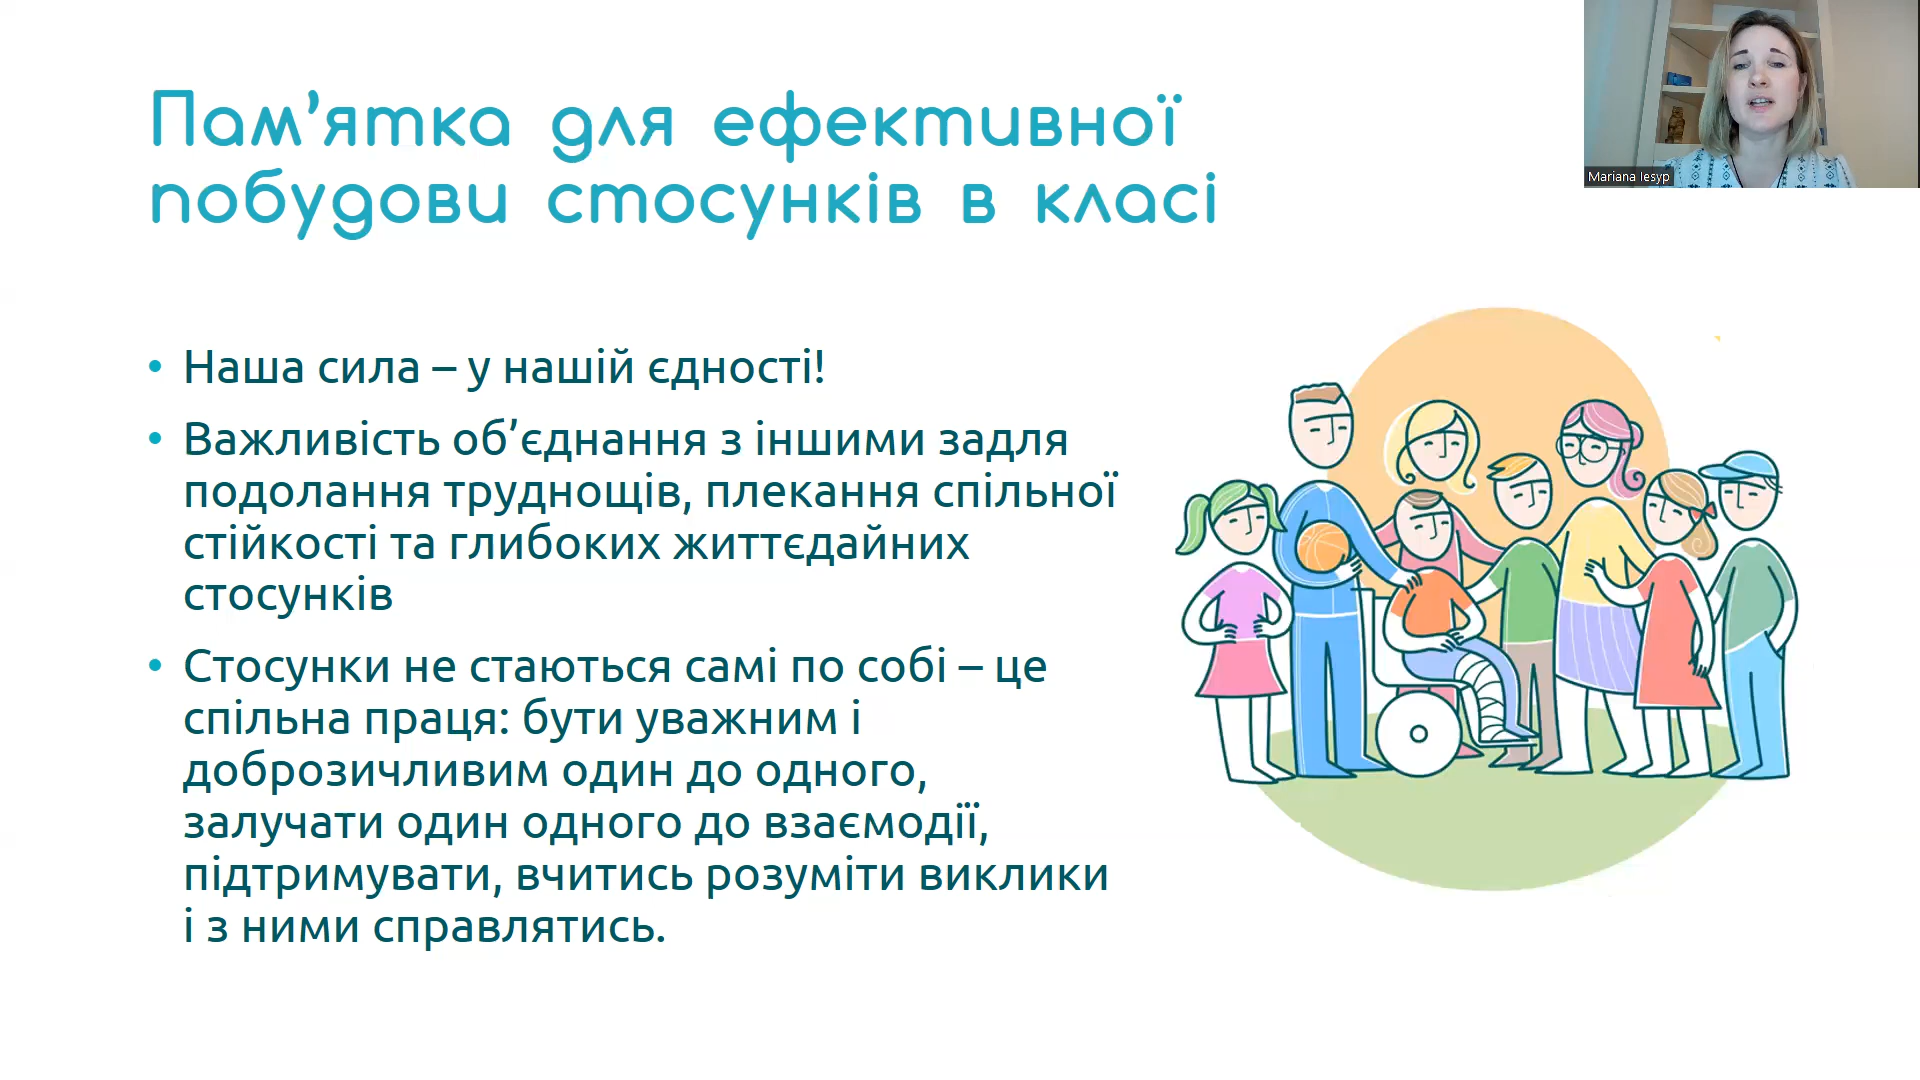 Пам’ятка для ефективної
побудови стосунків в класі
Mariana Iesyp
• Наша сила – у нашій єдності!
• Важливість об’єднання з іншими задля
подолання труднощів, плекання спільної
стійкості та глибоких життєдайних
стосунків
• Стосунки не стаються самі по собі – це
спільна праця: бути уважним і
доброзичливим один до одного,
залучати один одного до взаємодії,
підтримувати, вчитись розуміти виклики
і з ними справлятись.